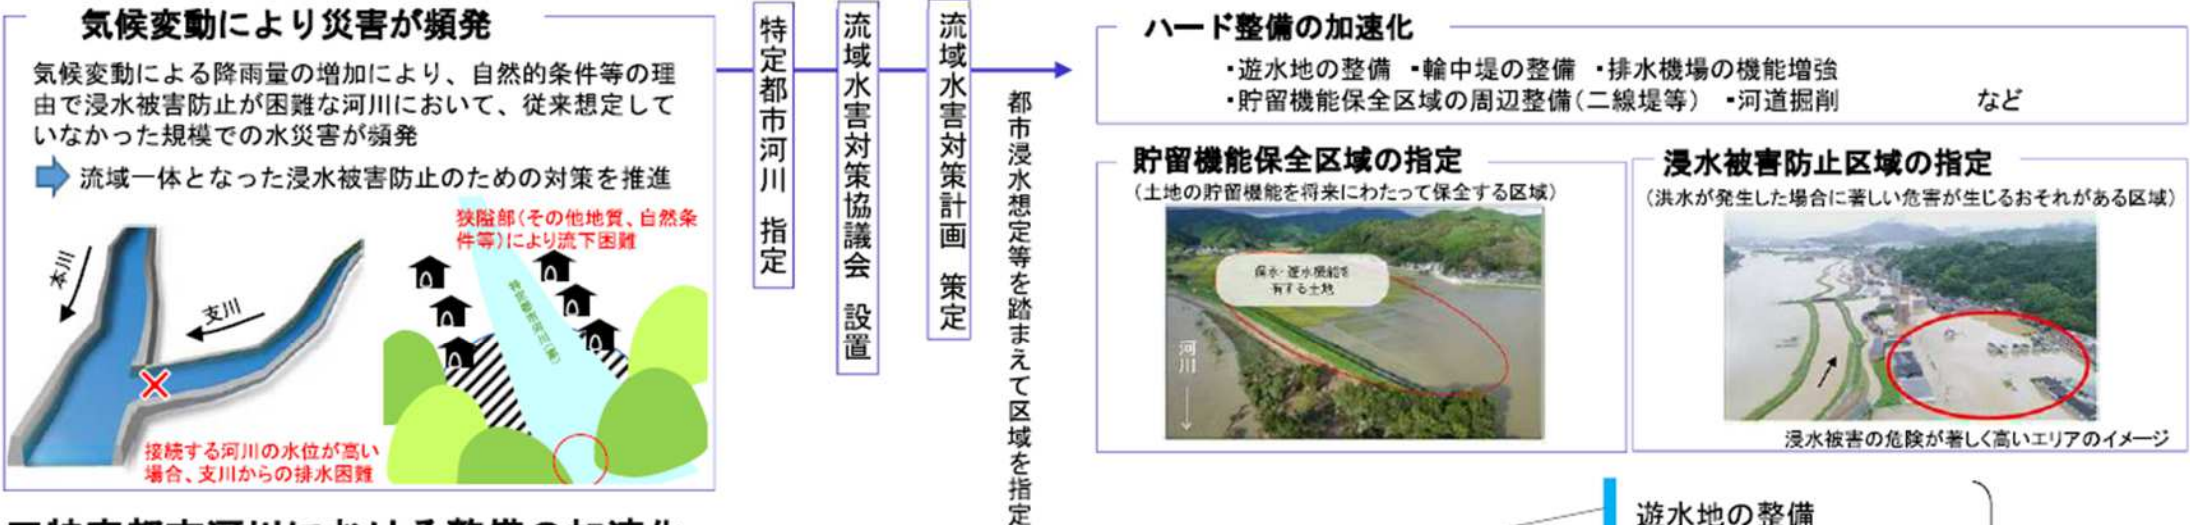 気候変動により災害が頻発
気候変動による降雨量の増加により、自然的条件等の理
由で浸水被害防止が困難な河川において、従来想定して
いなかった規模での水災害が頻発
流域一体となった浸水被害防止のための対策を推進
本川
支川
接続する河川の水位が高い
場合、支川からの排水困難
狭隘部(その他地質、自然条
件等)により流下困難
特定都市河川 指定
流域水害対策協議会 設置
流域水害対策計画 策定
都市浸水想定等を踏まえて区域を指定
ハード整備の加速化
・遊水地の整備 ・輪中堤の整備 ・排水機場の機能増強
・貯留機能保全区域の周辺整備(二線堤等) ・河道掘削 など
貯留機能保全区域の指定
(土地の貯留機能を将来にわたって保全する区域)
保水・遊水機能を
有する土地
河川
浸水被害防止区域の指定
(洪水が発生した場合に著しい危害が生じるおそれがある区域)
浸水被害の危険が著しく高いエリアのイメージ
遊水地の整備